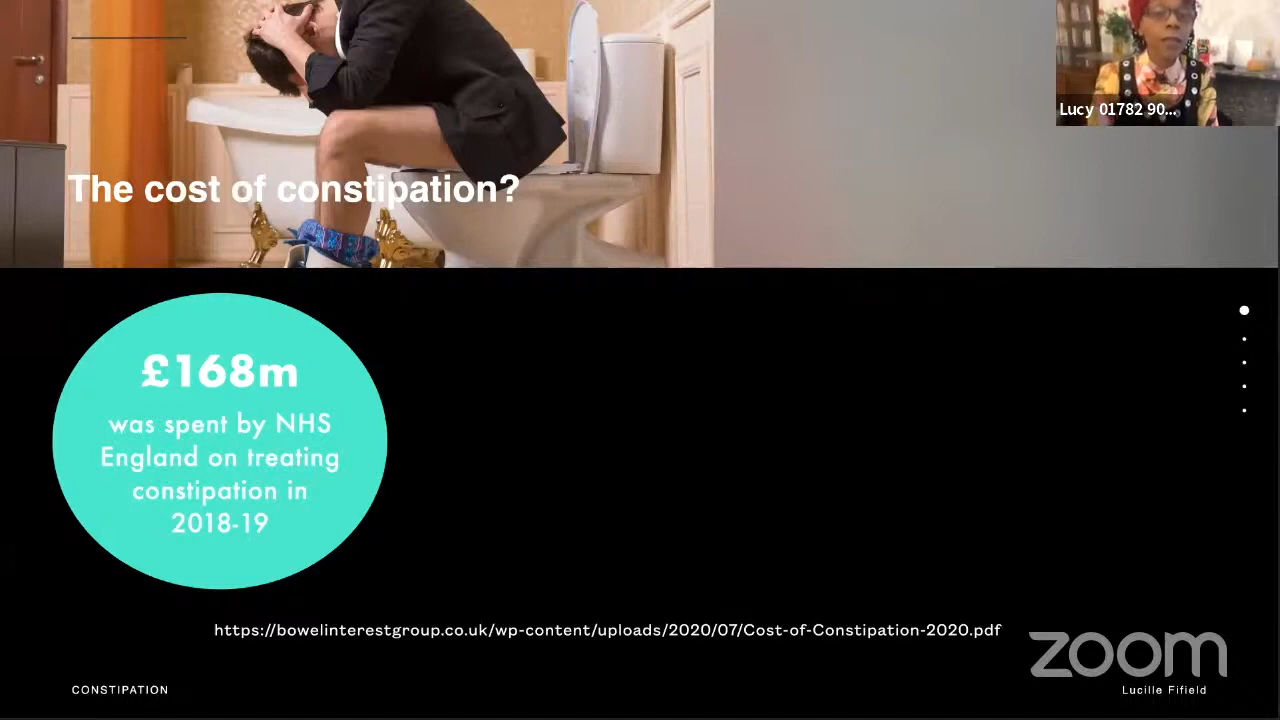 Lucy 01782 90...
The cost of constipation?
£168m
was spent by NHS
England on treating
constipation in
2018-19
https://bowelinterestgroup.co.uk/wp-content/uploads/2020/07/Cost-of-Constipation-2020.pdf
zoom
CONSTIPATION
Lucille Fifield